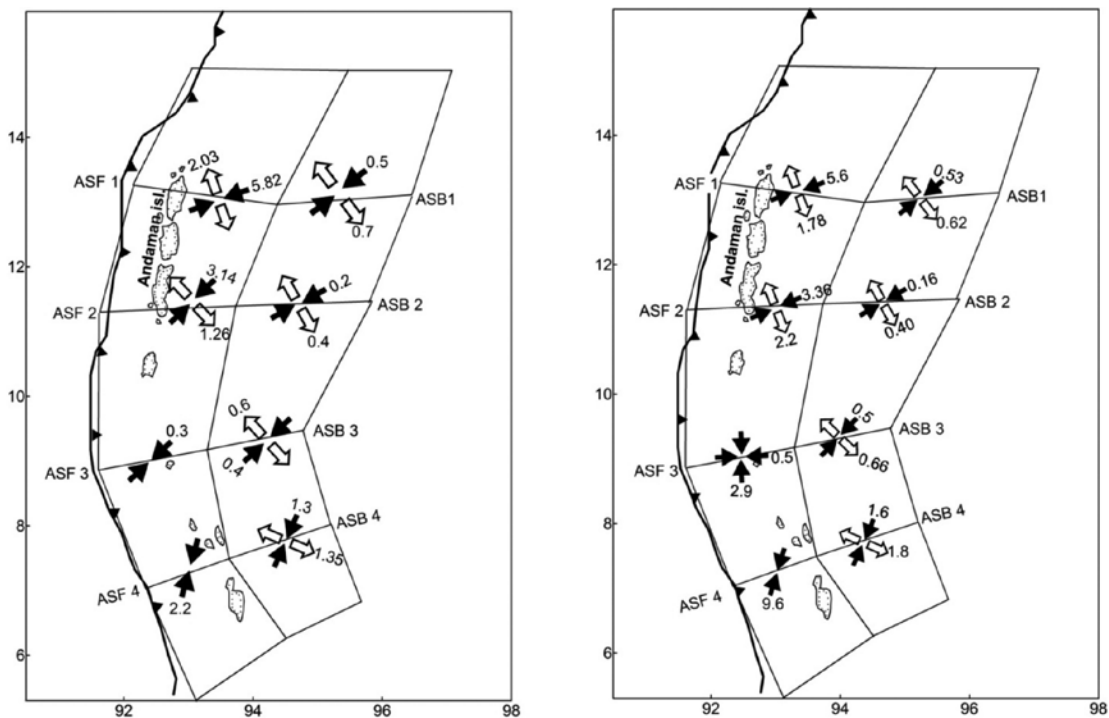 14
12
10
8
6
92
94
96
98
ASF 1
2.03
5.82
0.5
0.7
ASB1
Andaman isl.
ASF 2
3.14
1.26
0.2
0.4
ASB 2
ASF 3
0.3
0.6
0.4
ASB 3
ASF 4
2.2
1.3
1.35
ASB 4
14
12
10
8
6
92
94
96
98
ASF 1
5.6
1.78
0.53
0.62
ASB1
Andaman isl.
ASF 2
3.36
2.2
0.16
0.40
ASB 2
ASF 3
0.5
2.9
0.5
0.66
ASB 3
ASF 4
9.6
1.6
1.8
ASB 4